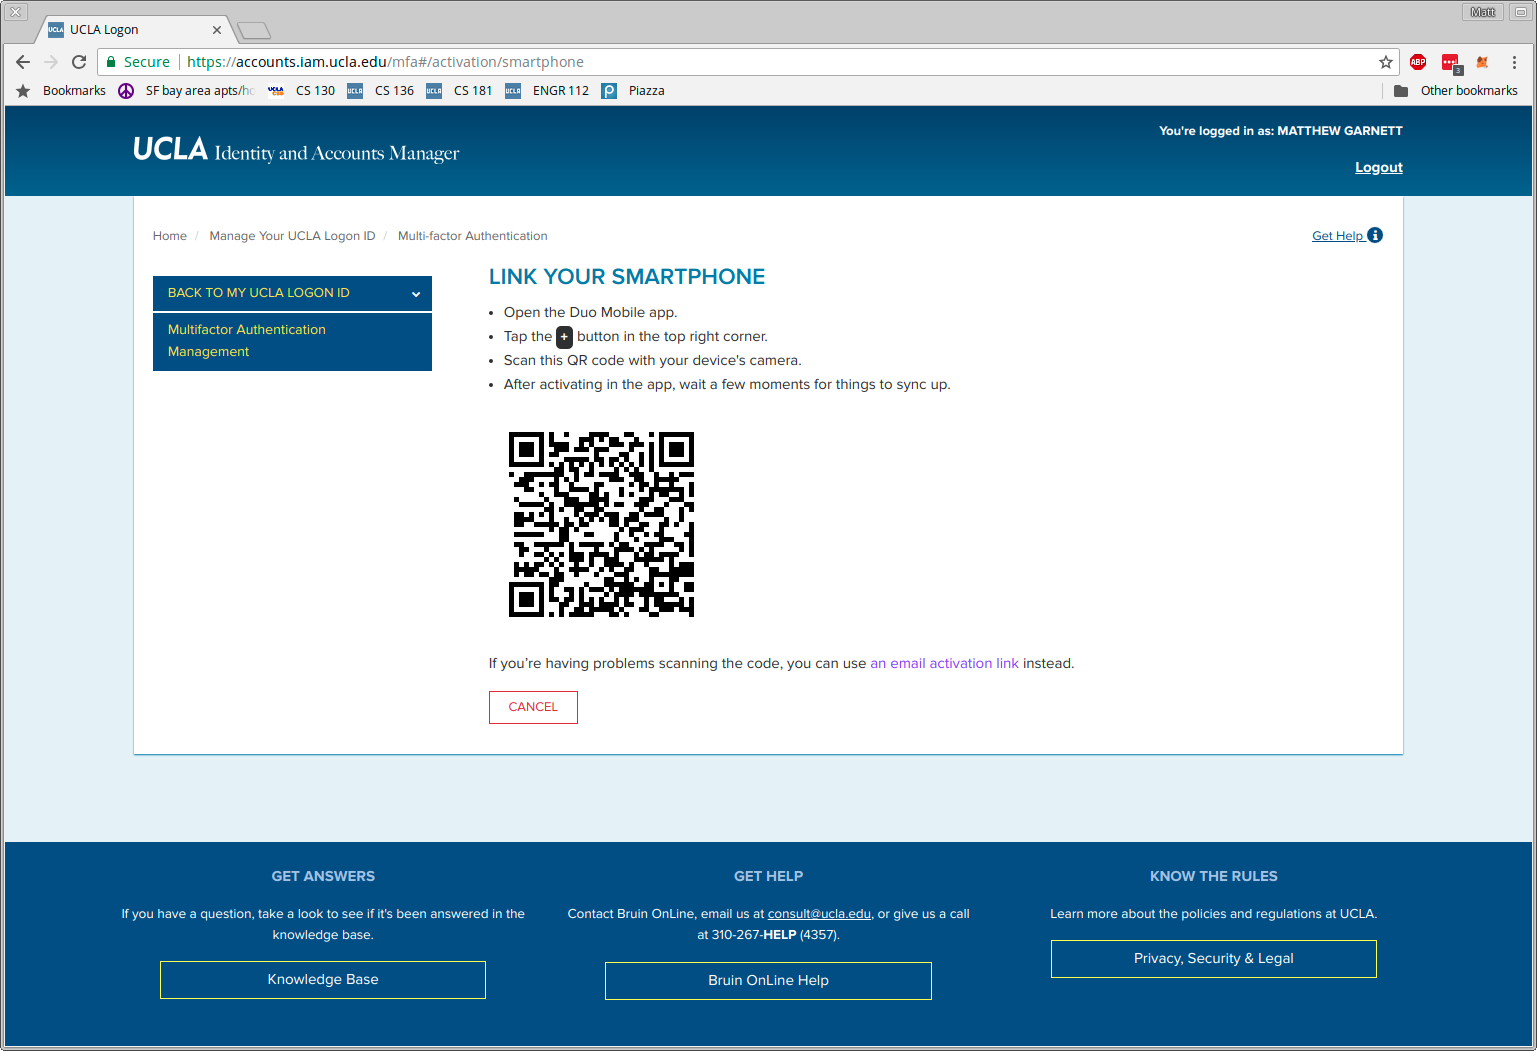 Matt
UCLA UCLA Logon
Secure https://accounts.iam.ucla.edu/mfa#/activation/smartphone
ABP 3
Bookmarks SF bay area apts/ho UCLA CSO CS 130 UCLA CS 136 UCLA CS 181 UCLA ENGR 112 p Piazza Other bookmarks
You're logged in as: MATTHEW GARNETT
UCLA Identity and Accounts Manager
Logout
Home / Manage Your UCLA Logon ID / Multi-factor Authentication
Get Help
BACK TO MY UCLA LOGON ID
Multifactor Authentication
Management
LINK YOUR SMARTPHONE
• Open the Duo Mobile app.
• Tap the + button in the top right corner.
• Scan this QR code with your device's camera.
• After activating in the app, wait a few moments for things to sync up.
If you’re having problems scanning the code, you can use an email activation link instead.
CANCEL
GET ANSWERS
If you have a question, take a look to see if it's been answered in the
knowledge base.
Knowledge Base
GET HELP
Contact Bruin OnLine, email us at consult@ucla.edu, or give us a call
at 310-267-HELP (4357).
Bruin OnLine Help
KNOW THE RULES
Learn more about the policies and regulations at UCLA.
Privacy, Security & Legal